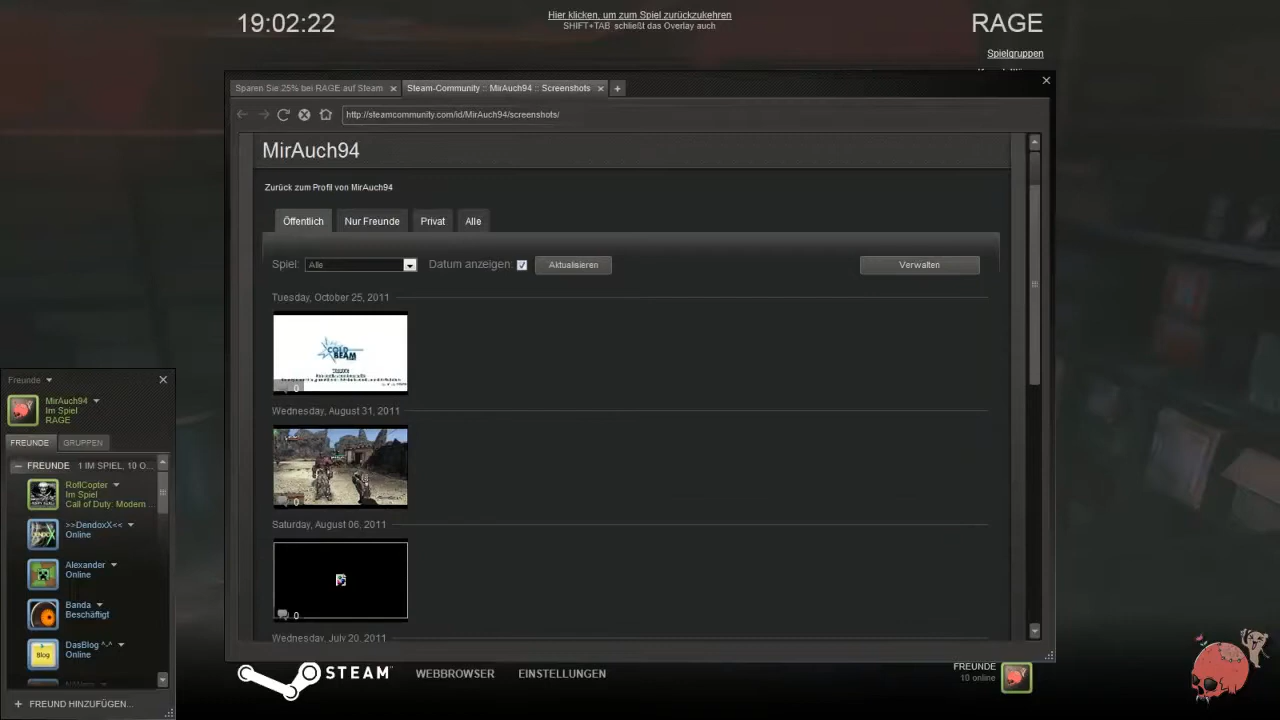 19:02:22
Hier klicken, um zum Spiel zurückzukehren
SHIFT+TAB schließt das Overlay auch
RAGE
Spielgruppen
Sparen Sie 25% bei RAGE auf Steam
Steam-Community :: MirAuch94 :: Screenshots
http://steamcommunity.com/id/MirAuch94/screenshots/
MirAuch94
Zurück zum Profil von MirAuch94
Öffentlich
Nur Freunde
Privat
Alle
Spiel:
Alle
Datum anzeigen:
Aktualisieren
Verwalten
Tuesday, October 25, 2011
COLD
BEAM
0
Wednesday, August 31, 2011
0
Saturday, August 06, 2011
0
Wednesday, July 20, 2011
Freunde
MirAuch94
Im Spiel
RAGE
FREUNDE
GRUPPEN
FREUNDE 1 IM SPIEL, 10 O...
RoflCopter
Im Spiel
Call of Duty: Modern ...
>>DendoxX<<
Online
Alexander
Online
Banda
Beschäftigt
DasBlog ^-^
Online
Blog
+ FREUND HINZUFÜGEN...
STEAM™
WEBBROWSER
EINSTELLUNGEN
FREUNDE
10 online